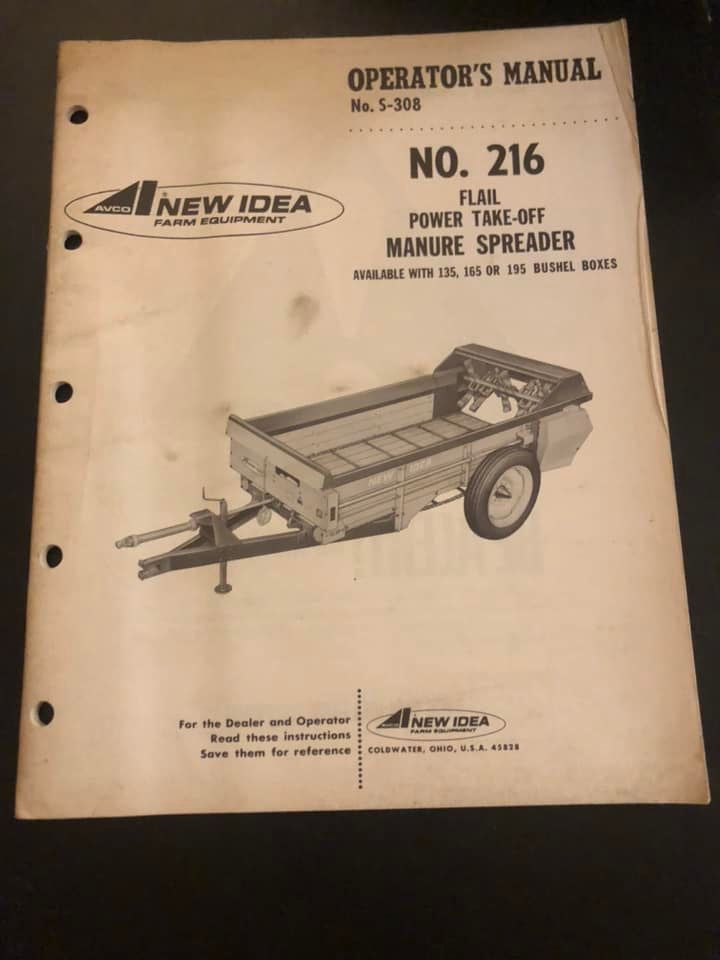 OPERATOR'S MANUAL
No. S-308
NO. 216
FLAIL
POWER TAKE-OFF
MANURE SPREADER
AVAILABLE WITH 135, 165 OR 195 BUSHEL BOXES
AVCO NEW IDEA
FARM EQUIPMENT
NEW IDEA
For the Dealer and Operator
Read these instructions
Save them for reference
AVCO NEW IDEA
FARM EQUIPMENT
COLDWATER, OHIO, U.S.A. 45828